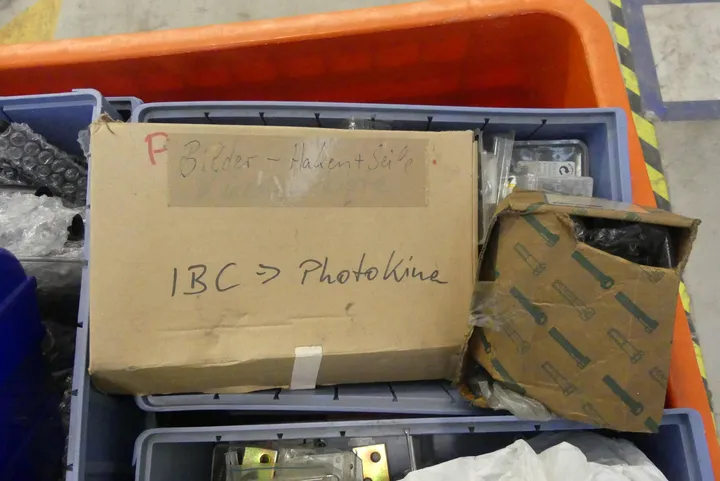 P Bilder - Haken + Seile
IBC => Photokina